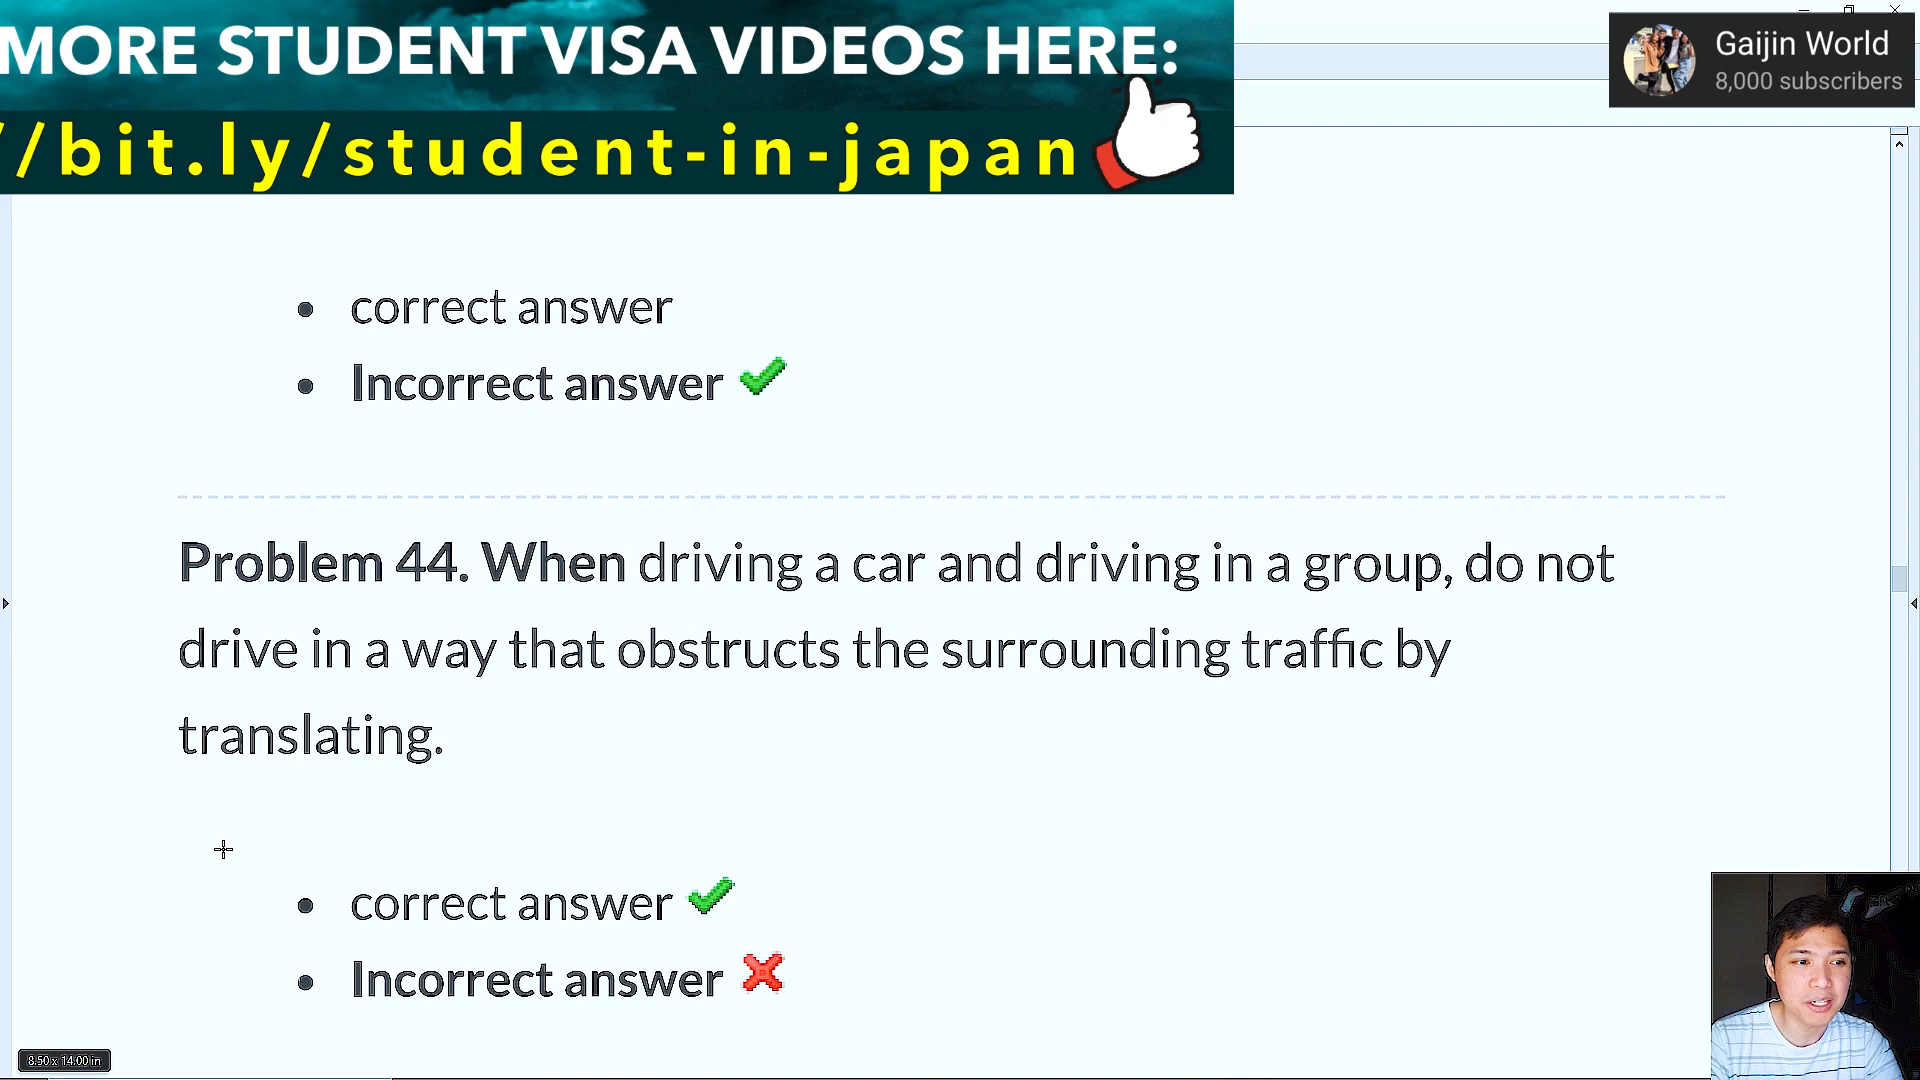 MORE STUDENT VISA VIDEOS HERE:
//bit.ly/student-in-japan
Gaijin World
8,000 subscribers
• correct answer
• Incorrect answer
Problem 44. When driving a car and driving in a group, do not
drive in a way that obstructs the surrounding traffic by
translating.
• correct answer
• Incorrect answer
8.50 x 14.00 in